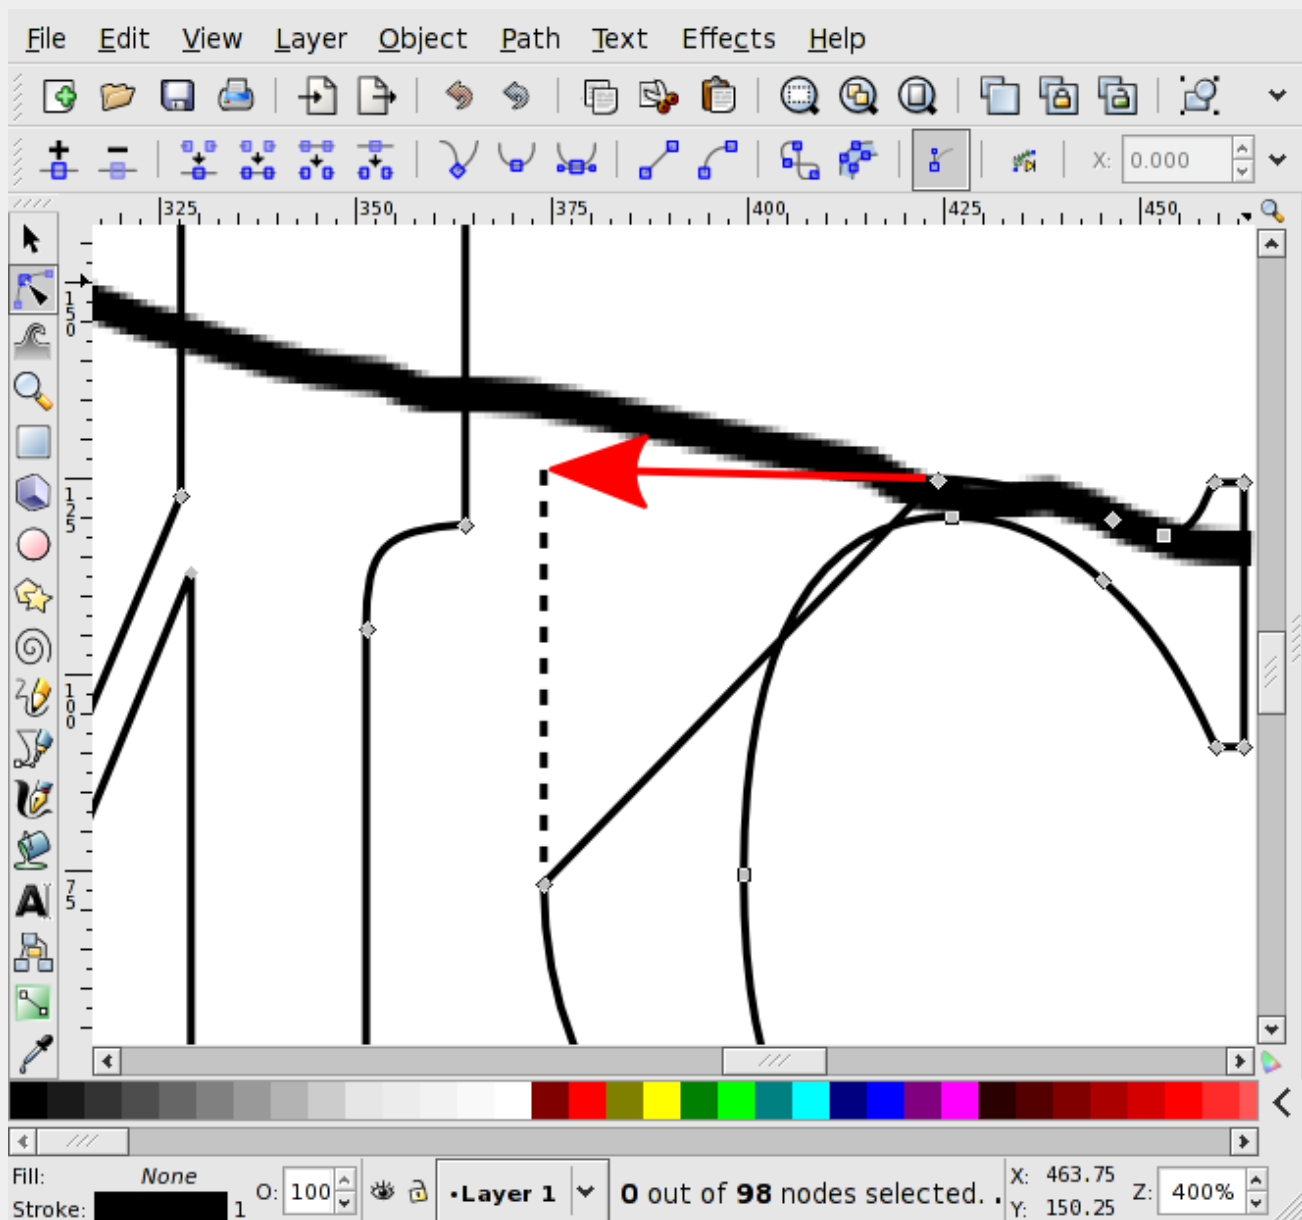 File Edit View Layer Object Path Text Effects Help
X: 0.000
325 350 375 400 425 450
150
125
100
75
A
Fill: None
Stroke: 1
O: 100
•Layer 1
0 out of 98 nodes selected. .
X: 463.75
Y: 150.25
Z: 400%